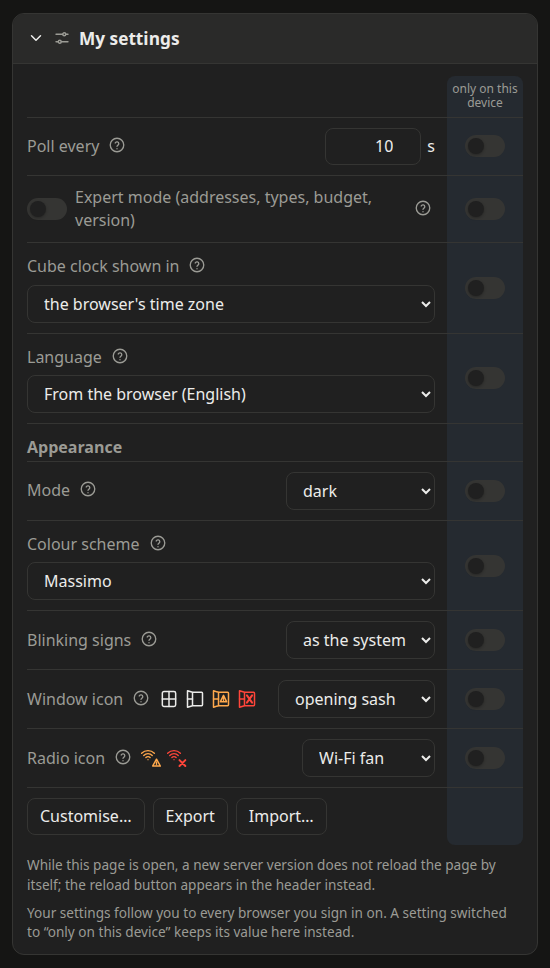 My settings
only on this
device
Poll every
10 s
Expert mode (addresses, types, budget,
version)
Cube clock shown in
the browser's time zone
Language
From the browser (English)
Appearance
Mode
dark
Colour scheme
Massimo
Blinking signs
as the system
Window icon
opening sash
Radio icon
Wi-Fi fan
Customise... Export Import...
While this page is open, a new server version does not reload the page by
itself; the reload button appears in the header instead.
Your settings follow you to every browser you sign in on. A setting switched
to “only on this device” keeps its value here instead.